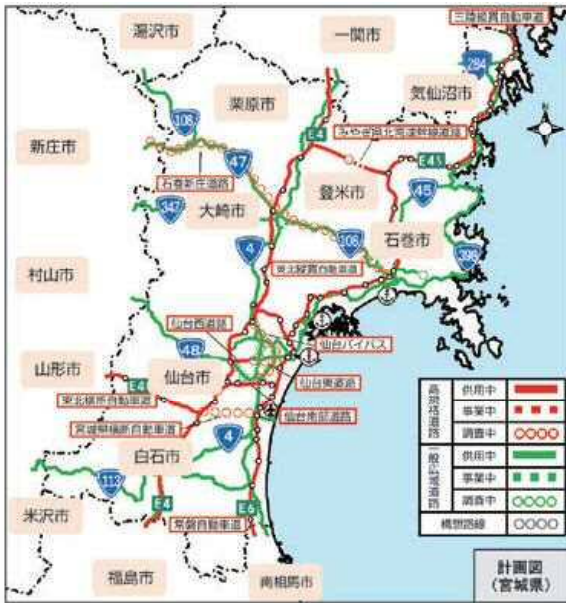 三陸縦貫自動車道
湯沢市
一関市
284
気仙沼市
栗原市
108
E4
みやぎ県北高速幹線道路
新庄市
47
E45
石巻新庄道路
登米市
45
347
大崎市
石巻市
108
398
4
東北縦貫自動車道
村山市
仙台西道路
48
仙台バイパス
山形市
仙台市
仙台東道路
東北横断自動車道
仙台南部道路
宮城県横断自動車道
4
白石市
113
E4
E6
米沢市
常磐自動車道
福島市
南相馬市
N
高規格道路
供用中
事業中
調査中
一般広域道路
供用中
事業中
調査中
構想路線
計画図
(宮城県)